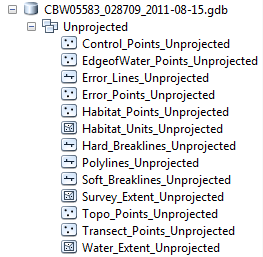 CBW05583_028709_2011-08-15.gdb
Unprojected
Control_Points_Unprojected
EdgeofWater_Points_Unprojected
Error_Lines_Unprojected
Error_Points_Unprojected
Habitat_Points_Unprojected
Habitat_Units_Unprojected
Hard_Breaklines_Unprojected
Polylines_Unprojected
Soft_Breaklines_Unprojected
Survey_Extent_Unprojected
Topo_Points_Unprojected
Transect_Points_Unprojected
Water_Extent_Unprojected